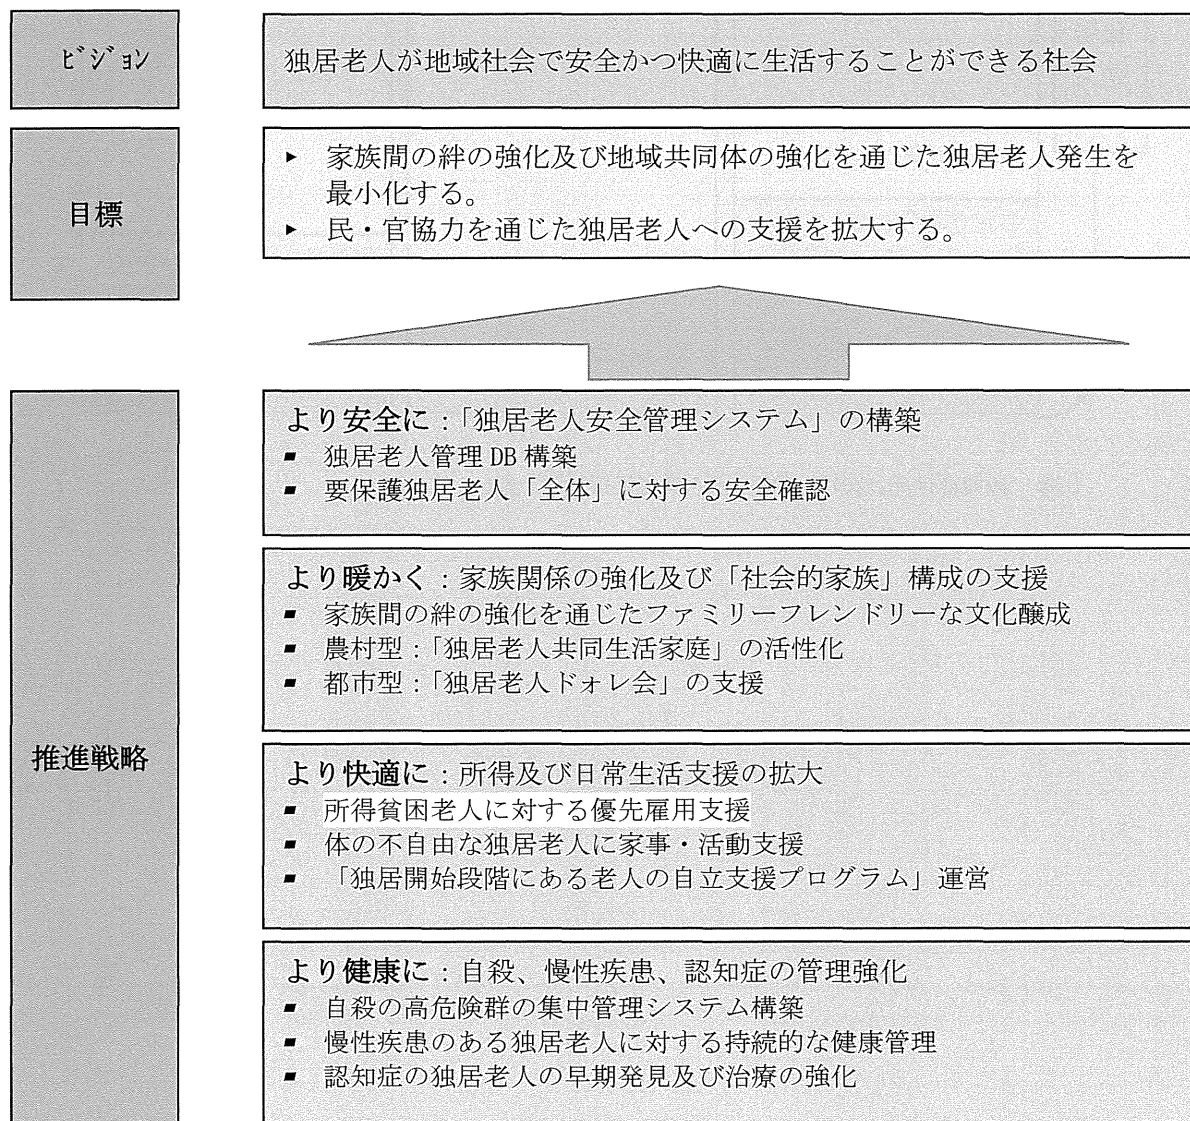 ビジョン
独居老人が地域社会で安全かつ快適に生活することができる社会
目標
▸ 家族間の絆の強化及び地域共同体の強化を通じた独居老人発生を
最小化する。
▸ 民・官協力を通じた独居老人への支援を拡大する。
推進戦略
より安全に：「独居老人安全管理システム」の構築
▪ 独居老人管理 DB 構築
▪ 要保護独居老人「全体」に対する安全確認
より暖かく：家族関係の強化及び「社会的家族」構成の支援
▪ 家族間の絆の強化を通じたファミリーフレンドリーな文化醸成
▪ 農村型：「独居老人共同生活家庭」の活性化
▪ 都市型：「独居老人ドォレ会」の支援
より快適に：所得及び日常生活支援の拡大
▪ 所得貧困老人に対する優先雇用支援
▪ 体の不自由な独居老人に家事・活動支援
▪ 「独居開始段階にある老人の自立支援プログラム」運営
より健康に：自殺、慢性疾患、認知症の管理強化
▪ 自殺の高危険群の集中管理システム構築
▪ 慢性疾患のある独居老人に対する持続的な健康管理
▪ 認知症の独居老人の早期発見及び治療の強化